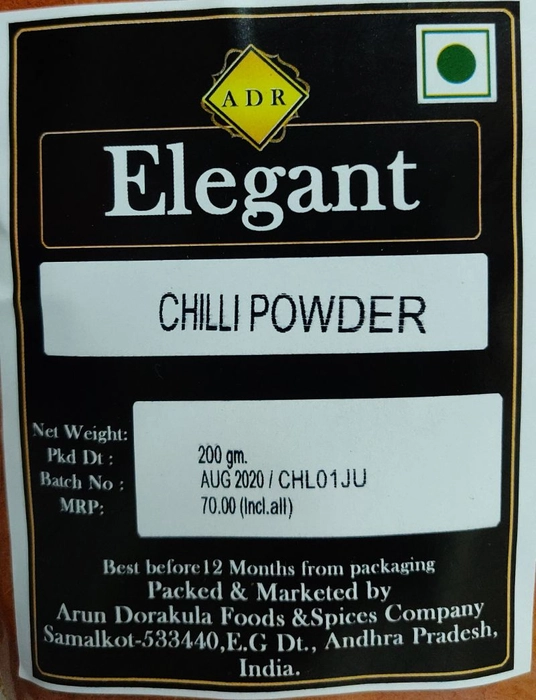 ADR
Elegant
CHILLI POWDER
Net Weight: 200 gm.
Pkd Dt :
Batch No : AUG 2020 / CHL01JU
MRP: 70.00 (Incl.all)
Best before12 Months from packaging
Packed & Marketed by
Arun Dorakula Foods &Spices Company
Samalkot-533440,E.G Dt., Andhra Pradesh,
India.